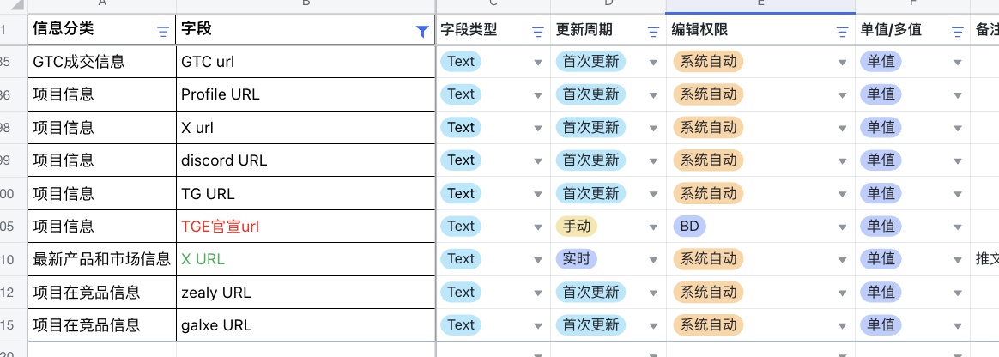 A B C D E F
1 信息分类 字段 字段类型 更新周期 编辑权限 单值/多值 备注
35 GTC成交信息 GTC url Text 首次更新 系统自动 单值
36 项目信息 Profile URL Text 首次更新 系统自动 单值
98 项目信息 X url Text 首次更新 系统自动 单值
99 项目信息 discord URL Text 首次更新 系统自动 单值
00 项目信息 TG URL Text 首次更新 系统自动 单值
05 项目信息 TGE官宣url Text 手动 BD 单值
10 最新产品和市场信息 X URL Text 实时 系统自动 单值 推文
12 项目在竞品信息 zealy URL Text 首次更新 系统自动 单值
15 项目在竞品信息 galxe URL Text 首次更新 系统自动 单值
20